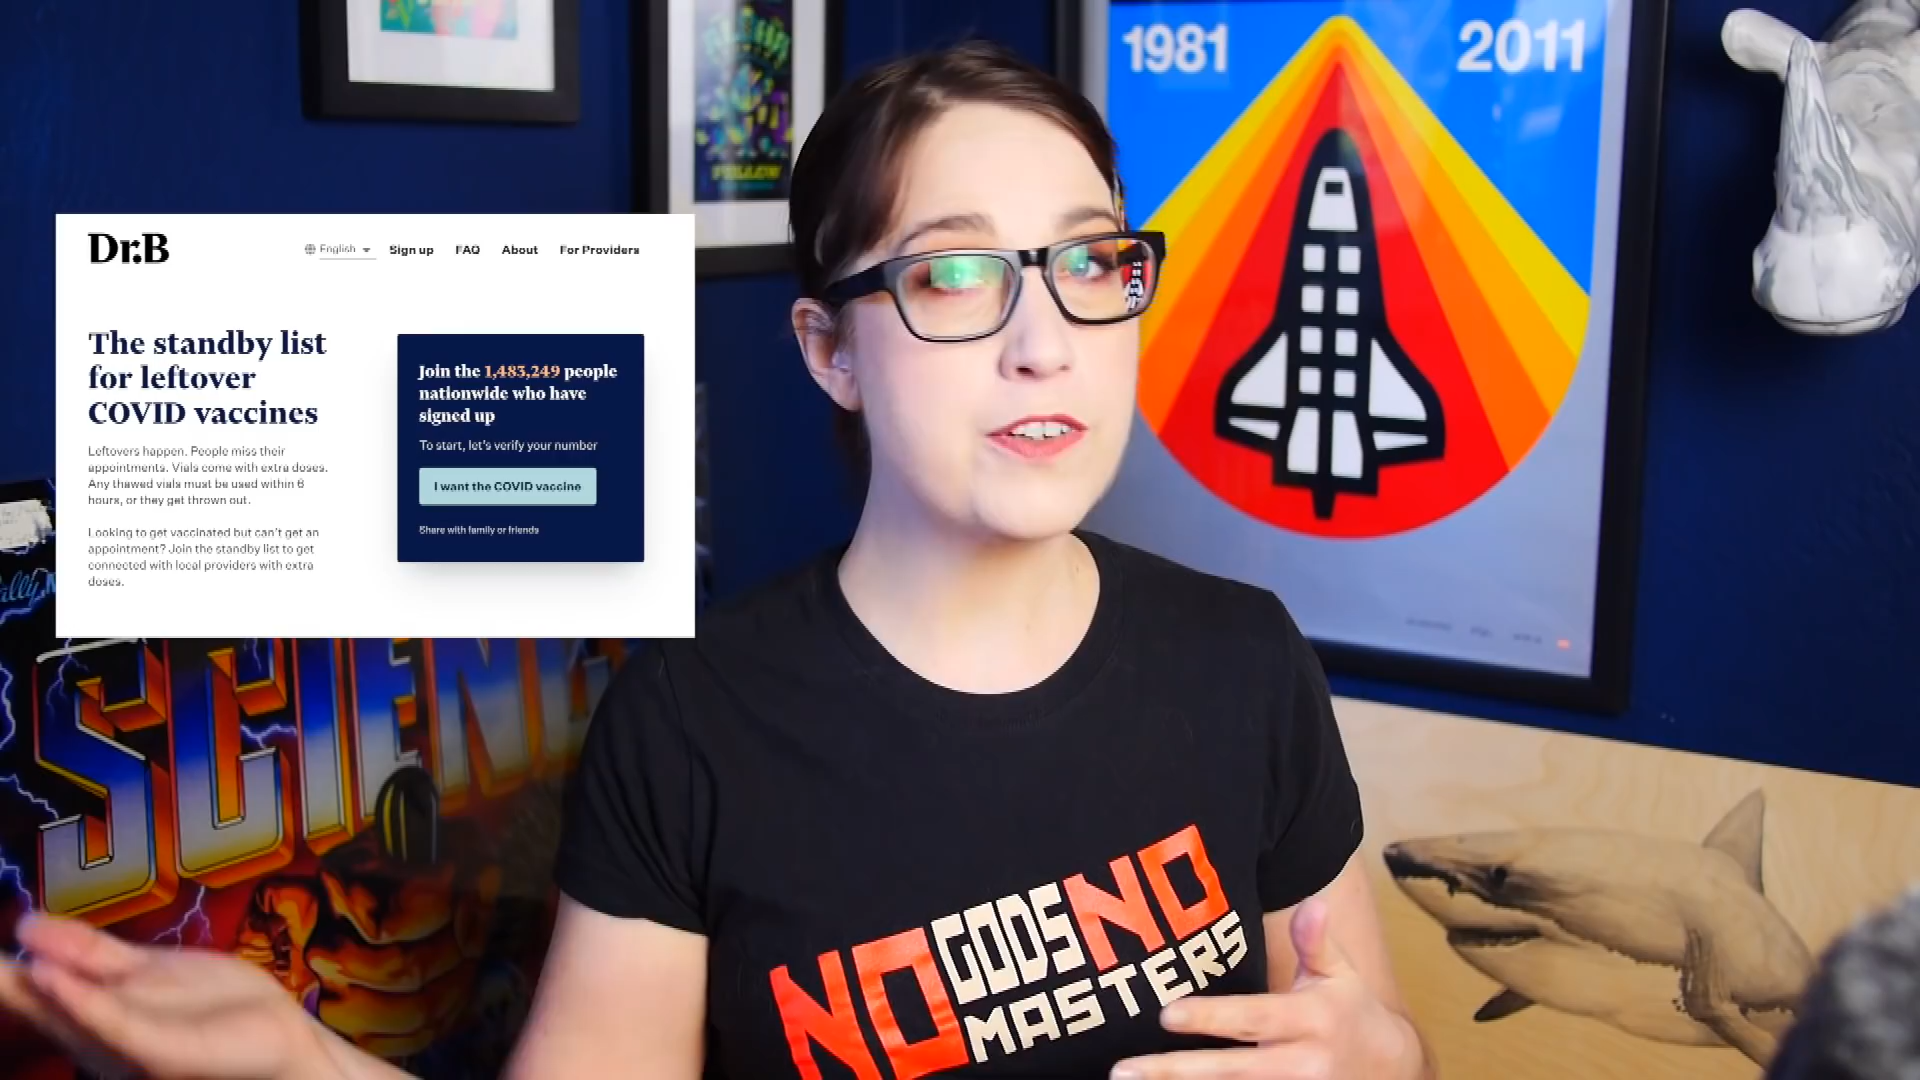 1981
2011
ALOHA
FOLLOW
Dr.B
English
Sign up
FAQ
About
For Providers
The standby list
for leftover
COVID vaccines
Leftovers happen. People miss their
appointments. Vials come with extra doses.
Any thawed vials must be used within 6
hours, or they get thrown out.
Looking to get vaccinated but can't get an
appointment? Join the standby list to get
connected with local providers with extra
doses.
Join the 1,483,249 people
nationwide who have
signed up
To start, let's verify your number
I want the COVID vaccine
Share with family or friends
NO GODS NO
MASTERS